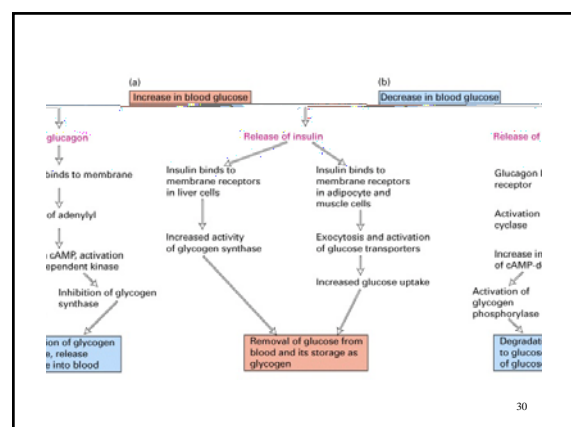 (a)
Increase in blood glucose
(b)
Decrease in blood glucose
glucagon
binds to membrane
of adenylyl
cAMP, activation
ependent kinase
Inhibition of glycogen
synthase
ion of glycogen
e, release
e into blood
Release of insulin
Insulin binds to
membrane receptors
in liver cells
Increased activity
of glycogen synthase
Insulin binds to
membrane receptors
in adipocyte and
muscle cells
Exocytosis and activation
of glucose transporters
Increased glucose uptake
Removal of glucose from
blood and its storage as
glycogen
Release of
Glucagon
receptor
Activation
cyclase
Increase in
of cAMP-d
Activation of
glycogen
phosphorylase
Degradat
to glucos
of glucos
30